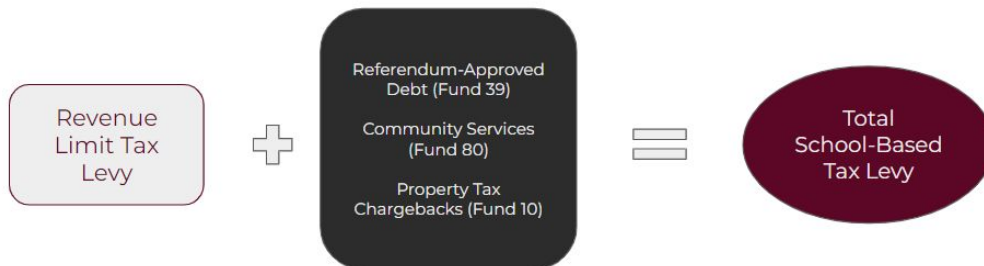 Revenue
Limit Tax
Levy
Referendum-Approved
Debt (Fund 39)
Community Services
(Fund 80)
Property Tax
Chargebacks (Fund 10)
Total
School-Based
Tax Levy